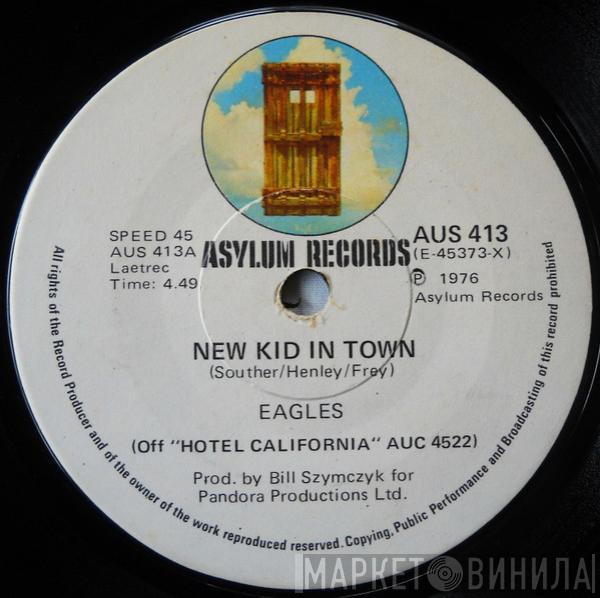 ASYLUM RECORDS
SPEED 45
AUS 413A
Laetrec
Time: 4.49
AUS 413
(E-45373-X)
℗ 1976
Asylum Records
NEW KID IN TOWN
(Souther/Henley/Frey)
EAGLES
(Off "HOTEL CALIFORNIA" AUC 4522)
Prod. by Bill Szymczyk for
Pandora Productions Ltd.
All rights of the Record Producer and of the owner of the work reproduced reserved. Copying, Public Performance and Broadcasting of this record prohibited
МАРКЕТ ВИНИЛА